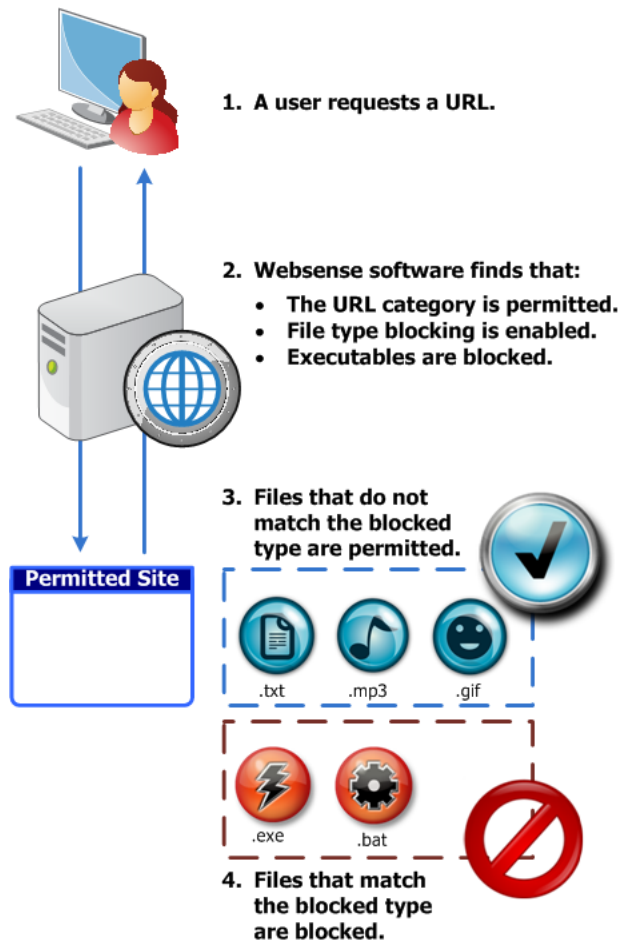 1. A user requests a URL.
2. Websense software finds that:
• The URL category is permitted.
• File type blocking is enabled.
• Executables are blocked.
3. Files that do not
match the blocked
type are permitted.
Permitted Site
.txt
.mp3
.gif
.exe
.bat
4. Files that match
the blocked type
are blocked.